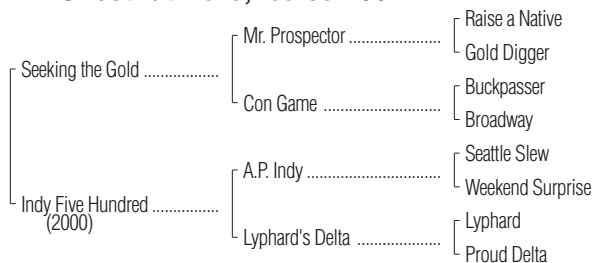 Raise a Native
Mr. Prospector
Gold Digger
Seeking the Gold
Buckpasser
Con Game
Broadway
Seattle Slew
A.P. Indy
Weekend Surprise
Indy Five Hundred
(2000)
Lyphard
Lyphard's Delta
Proud Delta